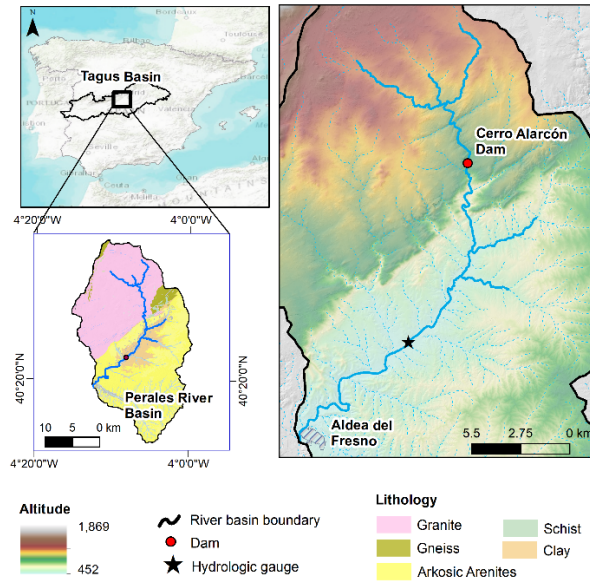 N
Tagus Basin
4°20'0"W
4°0'0"W
40°20'0"N
40°20'0"N
Perales River
Basin
10 5 0 km
4°20'0"W
4°0'0"W
Cerro Alarcón
Dam
Aldea del
Fresno
5.5 2.75 0 km
Altitude
1,869
452
River basin boundary
Dam
Hydrologic gauge
Lithology
Granite
Gneiss
Arkosic Arenites
Schist
Clay